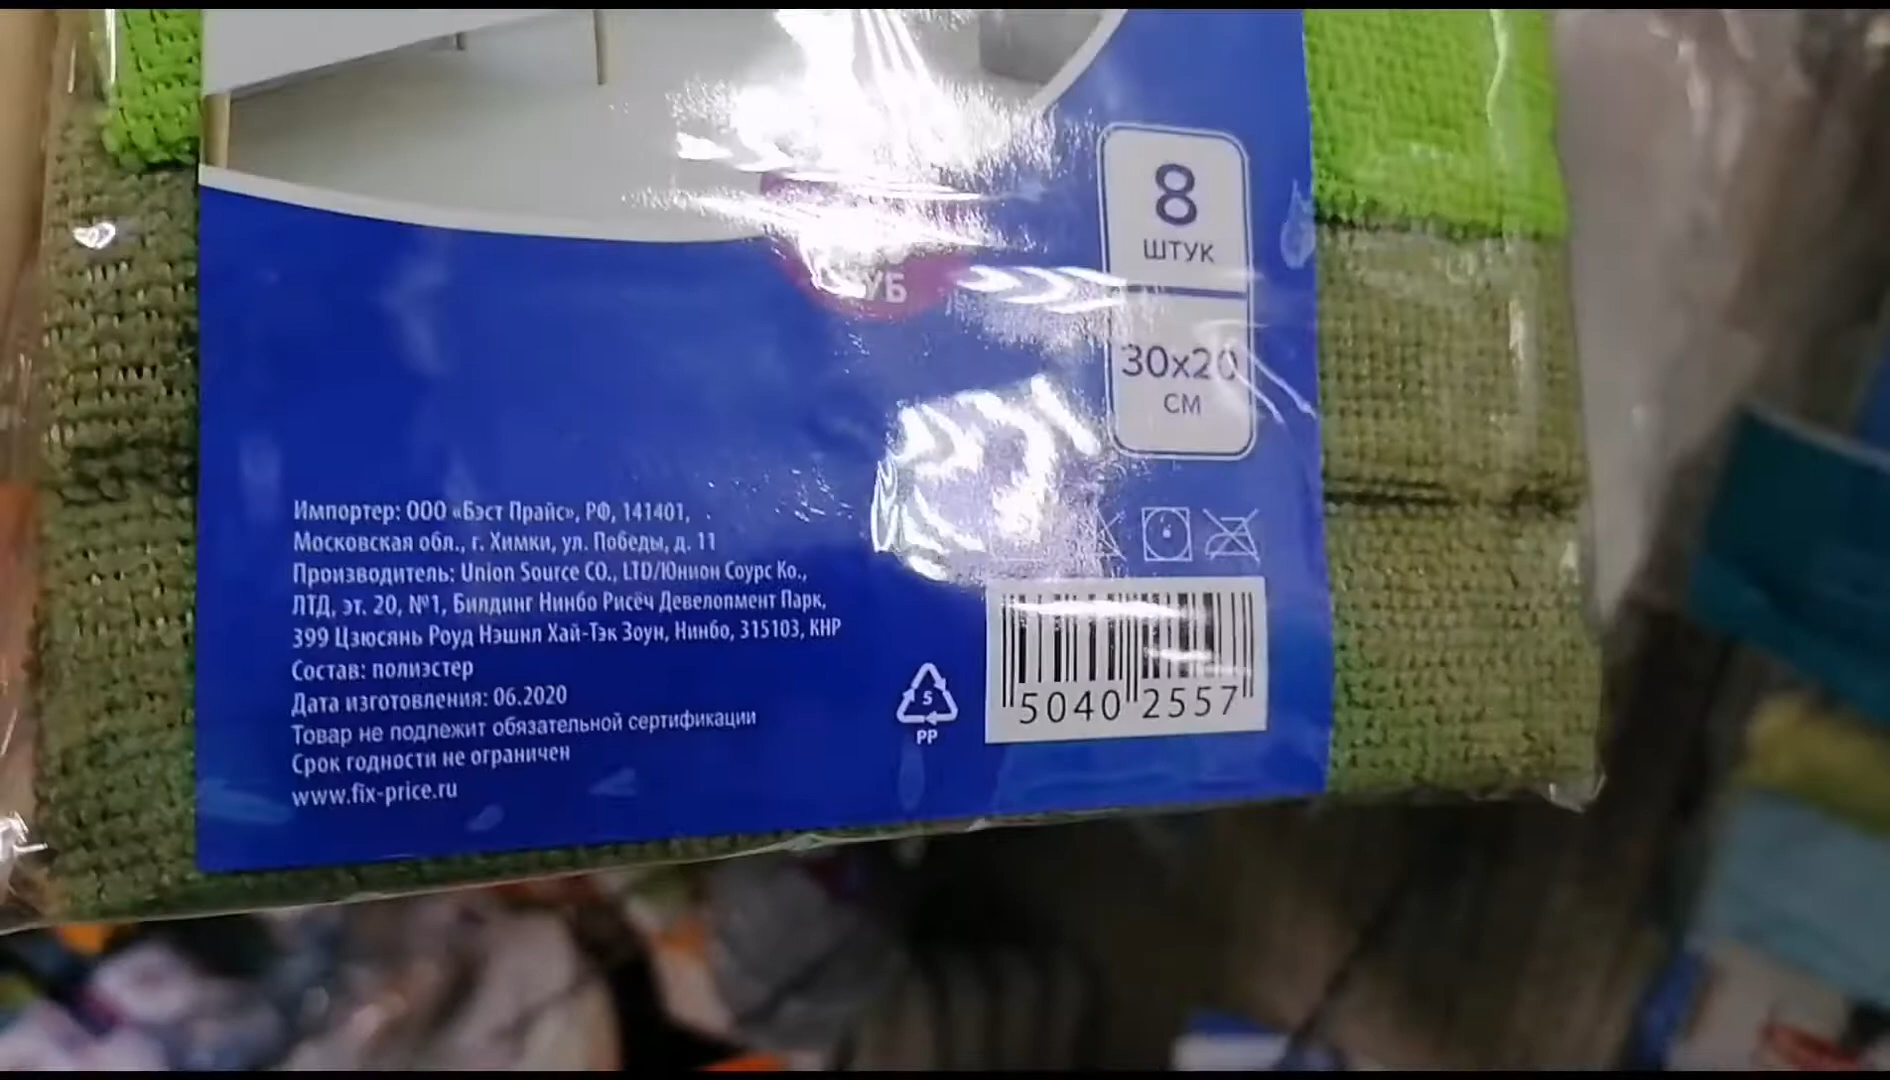 8
ШТУК
30х20
СМ
Импортер: ООО «Бэст Прайс», РФ, 141401,
Московская обл., г. Химки, ул. Победы, д. 11
Производитель: Union Source CO., LTD/Юнион Соурс Ко.,
ЛТД, эт. 20, №1, Билдинг Нинбо Рисёч Девелопмент Парк,
399 Цзюсянь Роуд Нэшнл Хай-Тэк Зоун, Нинбо, 315103, КНР
Состав: полиэстер
Дата изготовления: 06.2020
Товар не подлежит обязательной сертификации
Срок годности не ограничен
www.fix-price.ru
5
PP
5040 2557